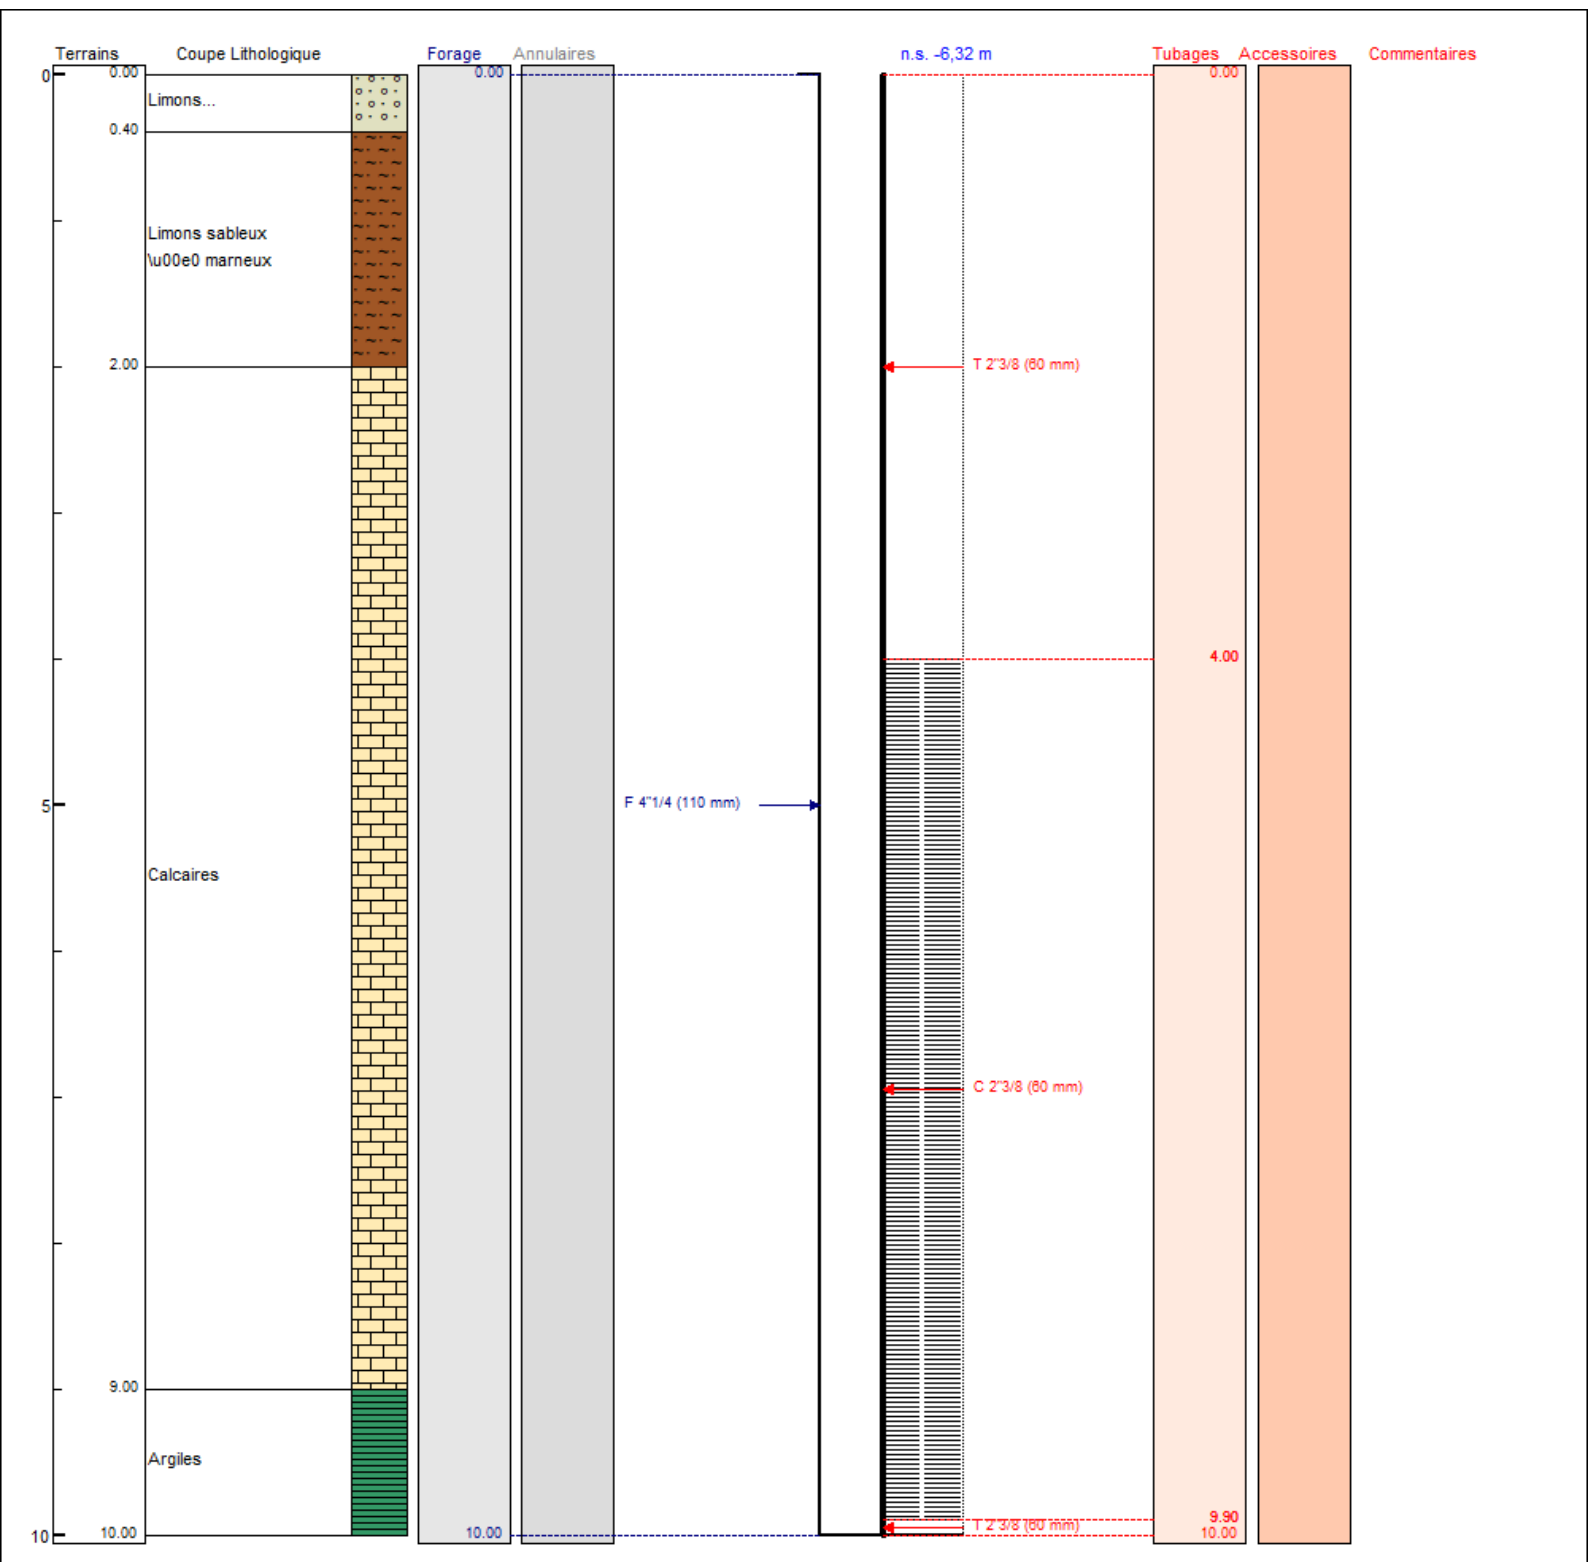 Terrains Coupe Lithologique Forage Annulaires n.s. -6,32 m Tubages Accessoires Commentaires
0 0.00 0.00 0.00
Limons...
0.40
Limons sableux
\u00e0 marneux
2.00 T 2"3/8 (60 mm)
4.00
5 F 4"1/4 (110 mm)
Calcaires
C 2"3/8 (60 mm)
9.00
Argiles
9.90
T 2"3/8 (60 mm)
10 10.00 10.00 10.00